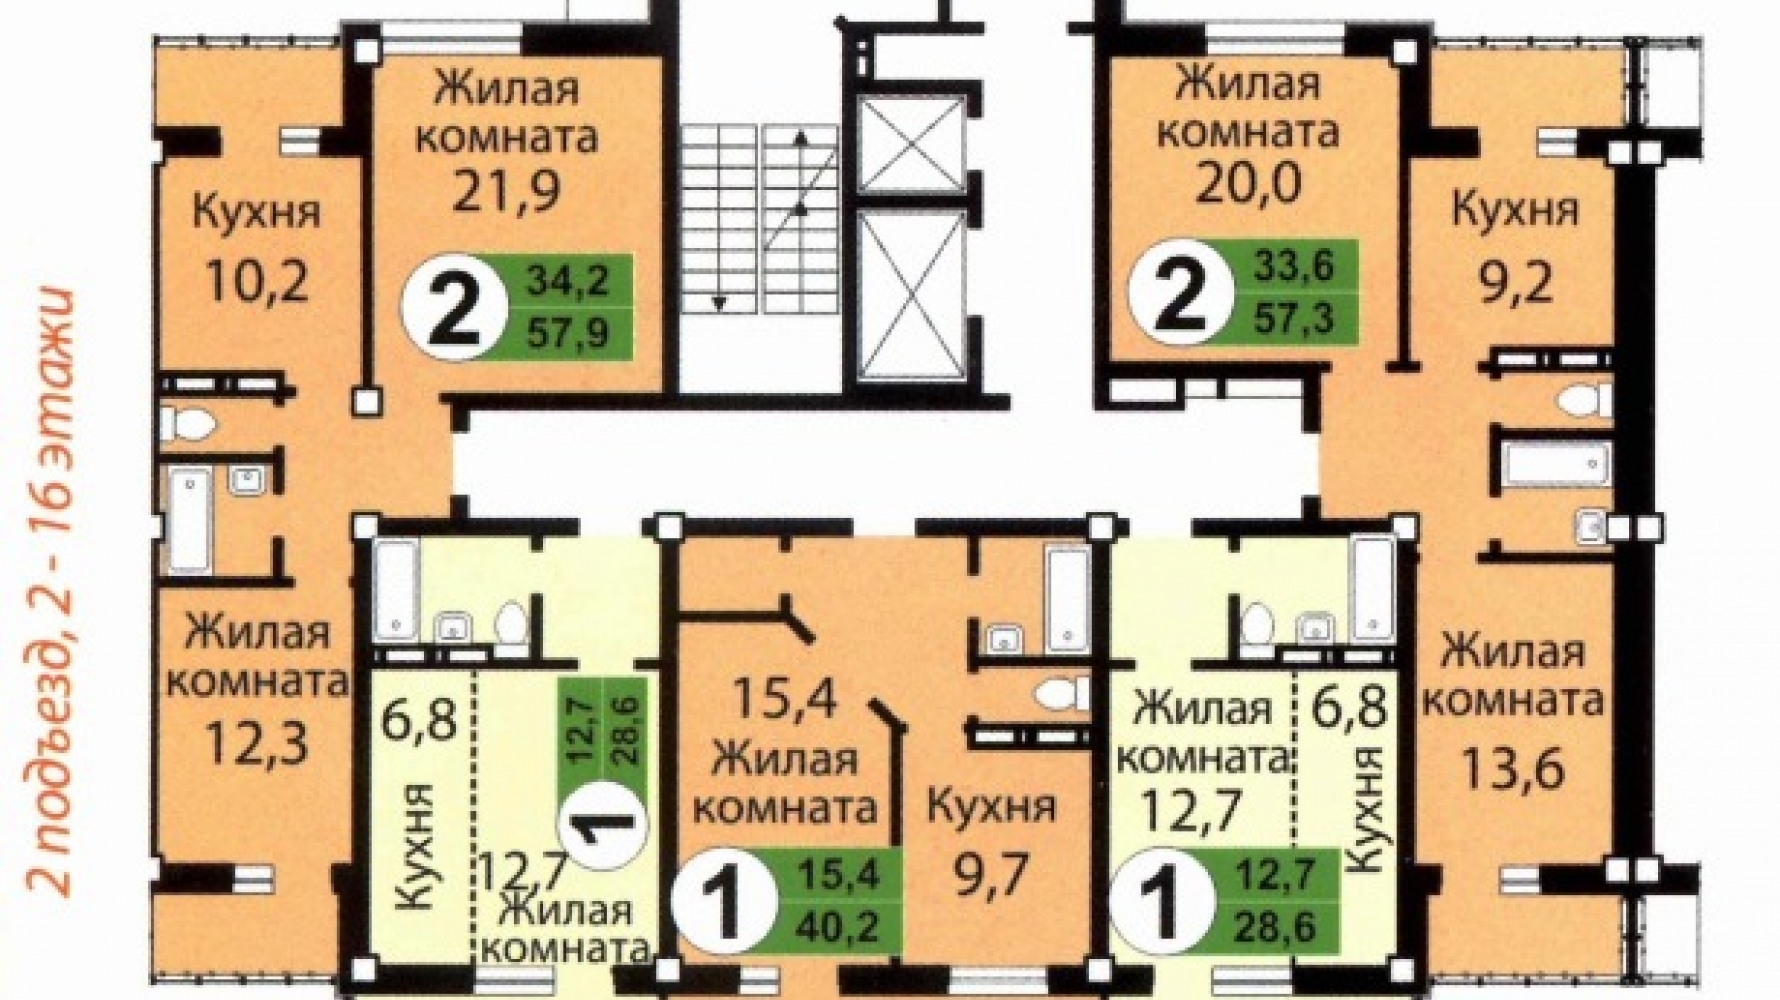 2 подъезд, 2 - 16 этажи
Жилая
комната
21,9
2
34,2
57,9
Кухня
10,2
Жилая
комната
12,3
Жилая
комната
20,0
2
33,6
57,3
Кухня
9,2
Жилая
комната
13,6
6,8
Кухня
12,7
28,6
1
12,7
Жилая
комната
15,4
Жилая
комната
1
15,4
40,2
Кухня
9,7
Жилая
комната
12,7
6,8
Кухня
1
12,7
28,6